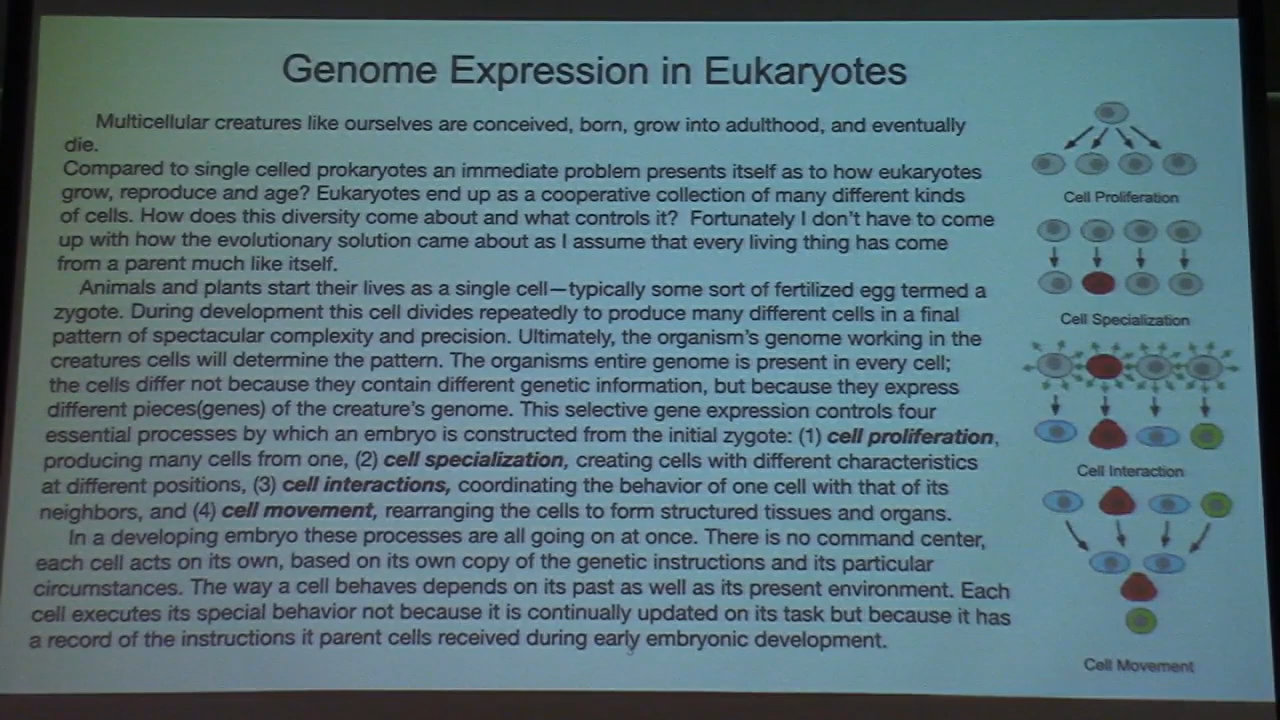 Genome Expression in Eukaryotes
Multicellular creatures like ourselves are conceived, born, grow into adulthood, and eventually
die.
Compared to single celled prokaryotes an immediate problem presents itself as to how eukaryotes
grow, reproduce and age? Eukaryotes end up as a cooperative collection of many different kinds
of cells. How does this diversity come about and what controls it? Fortunately I don't have to come
up with how the evolutionary solution came about as I assume that every living thing has come
from a parent much like itself.
Animals and plants start their lives as a single cell—typically some sort of fertilized egg termed a
zygote. During development this cell divides repeatedly to produce many different cells in a final
pattern of spectacular complexity and precision. Ultimately, the organism's genome working in the
creatures cells will determine the pattern. The organisms entire genome is present in every cell;
the cells differ not because they contain different genetic information, but because they express
different pieces(genes) of the creature's genome. This selective gene expression controls four
essential processes by which an embryo is constructed from the initial zygote: (1) cell proliferation,
producing many cells from one, (2) cell specialization, creating cells with different characteristics
at different positions, (3) cell interactions, coordinating the behavior of one cell with that of its
neighbors, and (4) cell movement, rearranging the cells to form structured tissues and organs.
In a developing embryo these processes are all going on at once. There is no command center,
each cell acts on its own, based on its own copy of the genetic instructions and its particular
circumstances. The way a cell behaves depends on its past as well as its present environment. Each
cell executes its special behavior not because it is continually updated on its task but because it has
a record of the instructions it parent cells received during early embryonic development.
Cell Proliferation
Cell Specialization
Cell Interaction
Cell Movement